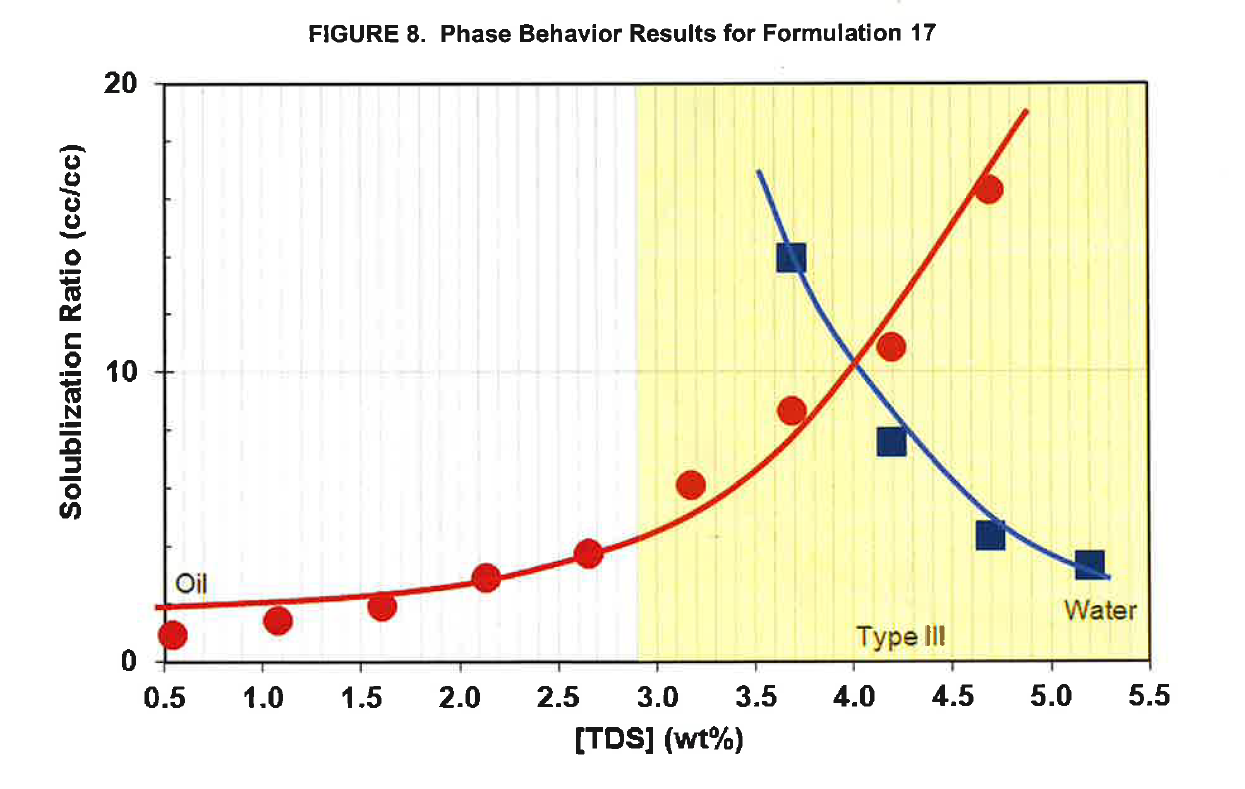 FIGURE 8. Phase Behavior Results for Formulation 17
20
10
0
Solublization Ratio (cc/cc)
Oil
Water
Type III
0.5 1.0 1.5 2.0 2.5 3.0 3.5 4.0 4.5 5.0 5.5
[TDS] (wt%)